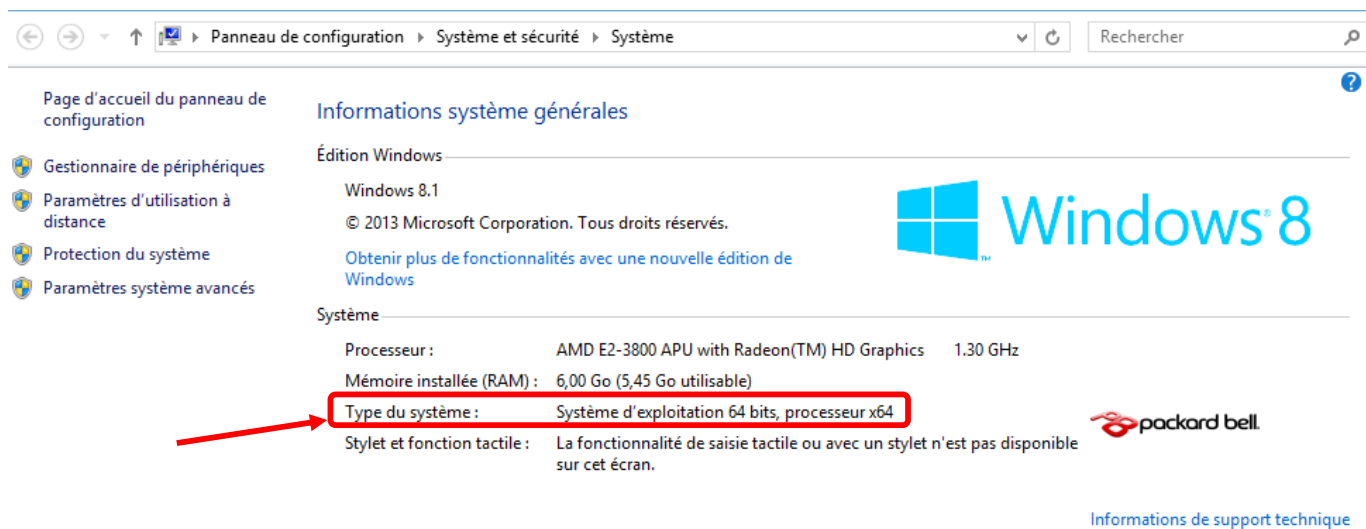 Panneau de configuration Système et sécurité Système
Rechercher
Page d'accueil du panneau de
configuration
Gestionnaire de périphériques
Paramètres d'utilisation à
distance
Protection du système
Paramètres système avancés
?
Informations système générales
Édition Windows
Windows 8.1
© 2013 Microsoft Corporation. Tous droits réservés.
Obtenir plus de fonctionnalités avec une nouvelle édition de
Windows
Windows® 8
TM
Système
Processeur : AMD E2-3800 APU with Radeon(TM) HD Graphics 1.30 GHz
Mémoire installée (RAM) : 6,00 Go (5,45 Go utilisable)
Type du système : Système d'exploitation 64 bits, processeur x64
Stylet et fonction tactile : La fonctionnalité de saisie tactile ou avec un stylet n'est pas disponible
sur cet écran.
packard bell.
Informations de support technique